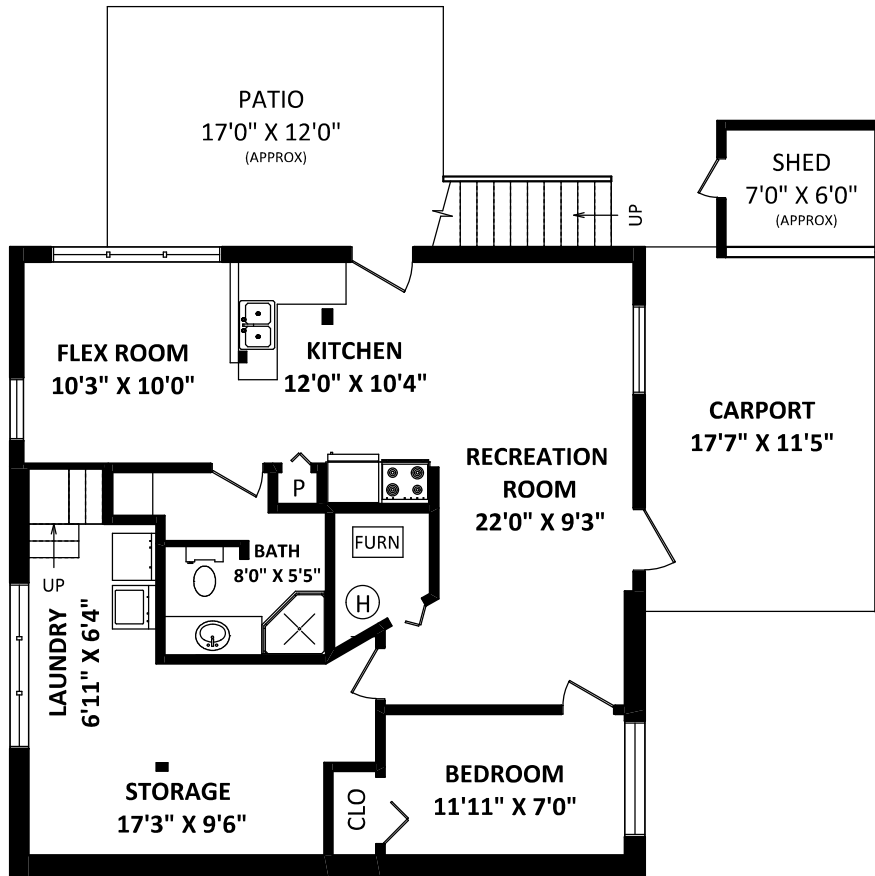 PATIO
17'0" X 12'0"
(APPROX)
SHED
7'0" X 6'0"
(APPROX)
UP
FLEX ROOM
10'3" X 10'0"
KITCHEN
12'0" X 10'4"
CARPORT
17'7" X 11'5"
RECREATION
ROOM
22'0" X 9'3"
P
FURN
BATH
8'0" X 5'5"
H
UP
LAUNDRY
6'11" X 6'4"
STORAGE
17'3" X 9'6"
CLO
BEDROOM
11'11" X 7'0"